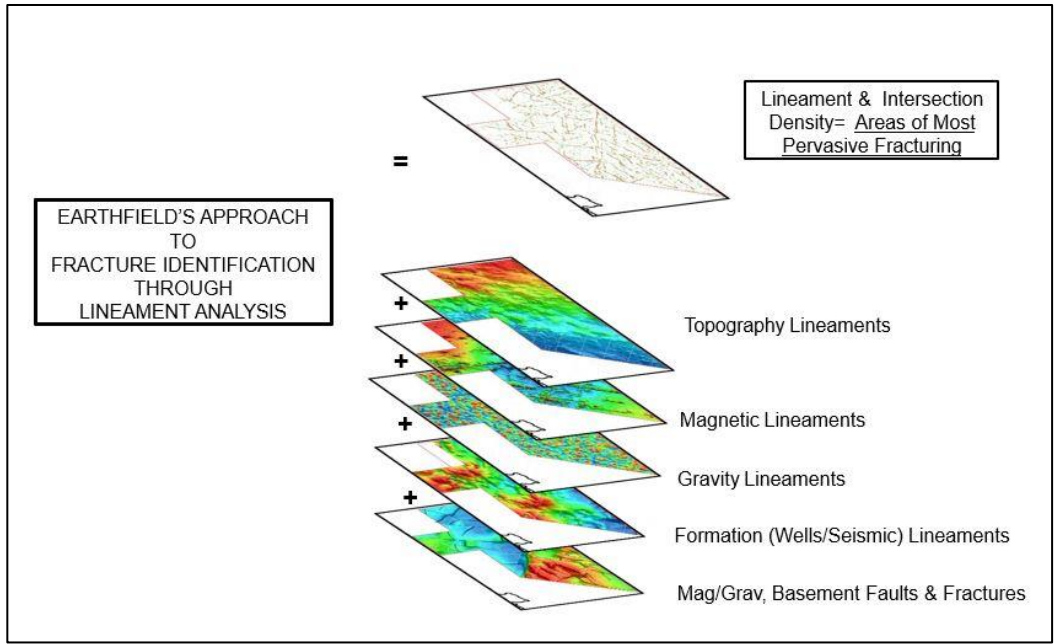 Lineament & Intersection
Density= Areas of Most
Pervasive Fracturing
=
EARTHFIELD'S APPROACH
TO
FRACTURE IDENTIFICATION
THROUGH
LINEAMENT ANALYSIS
+
Topography Lineaments
+
Magnetic Lineaments
+
Gravity Lineaments
+
Formation (Wells/Seismic) Lineaments
Mag/Grav, Basement Faults & Fractures